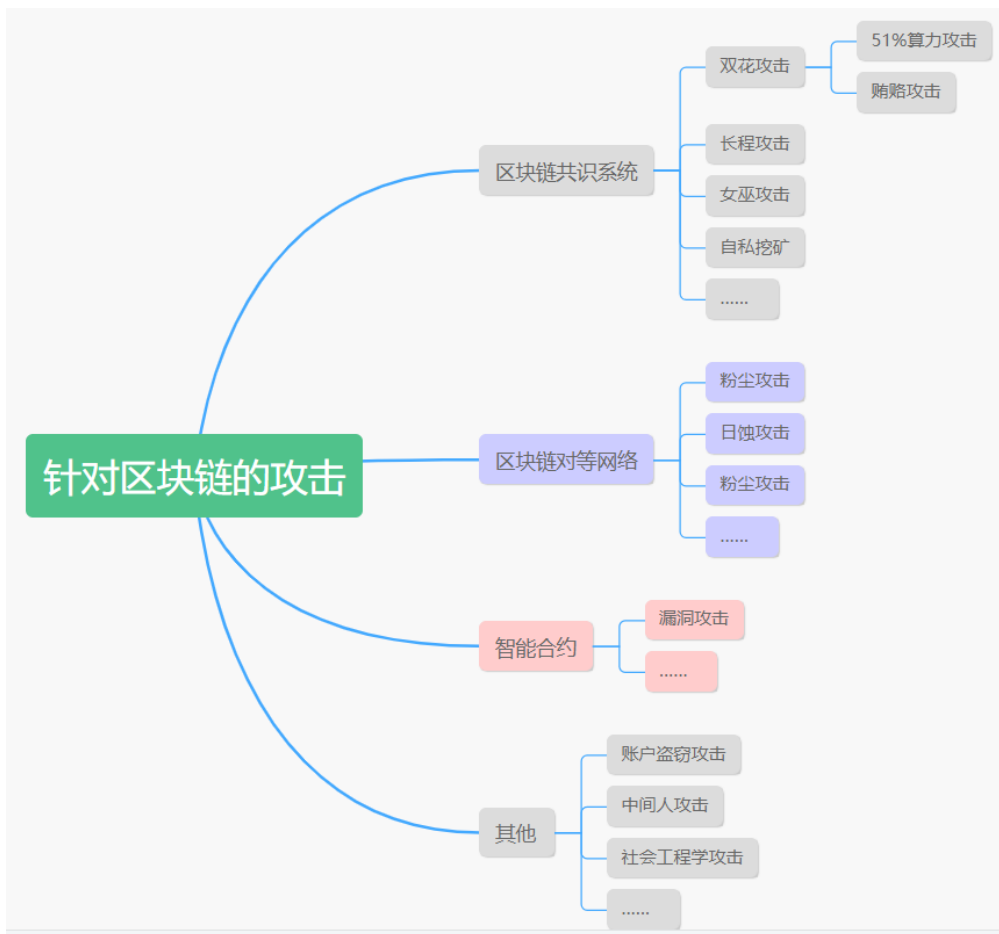 针对区块链的攻击
区块链共识系统
双花攻击
51%算力攻击
贿赂攻击
长程攻击
女巫攻击
自私挖矿
......
区块链对等网络
粉尘攻击
日蚀攻击
粉尘攻击
......
智能合约
漏洞攻击
......
其他
账户盗窃攻击
中间人攻击
社会工程学攻击
......